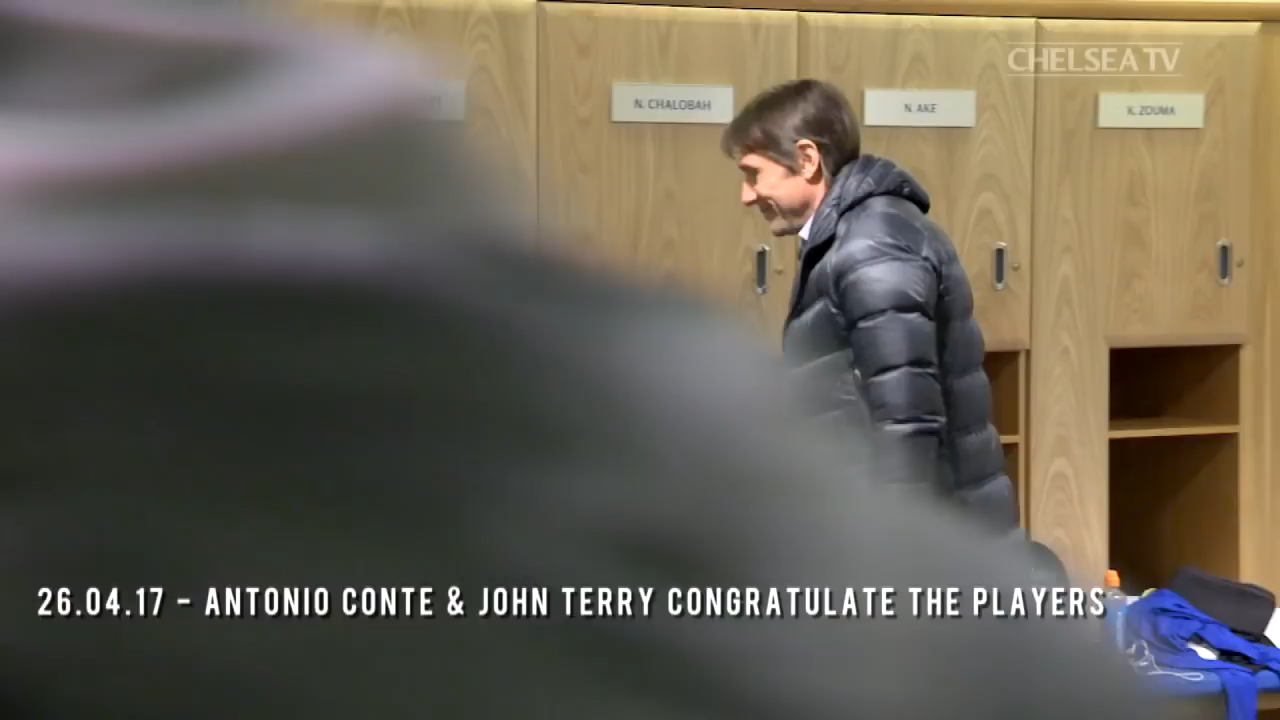 CHELSEA TV
N. CHALOBAH
N. AKE
K. ZOUMA
26.04.17 - ANTONIO CONTE & JOHN TERRY CONGRATULATE THE PLAYERS